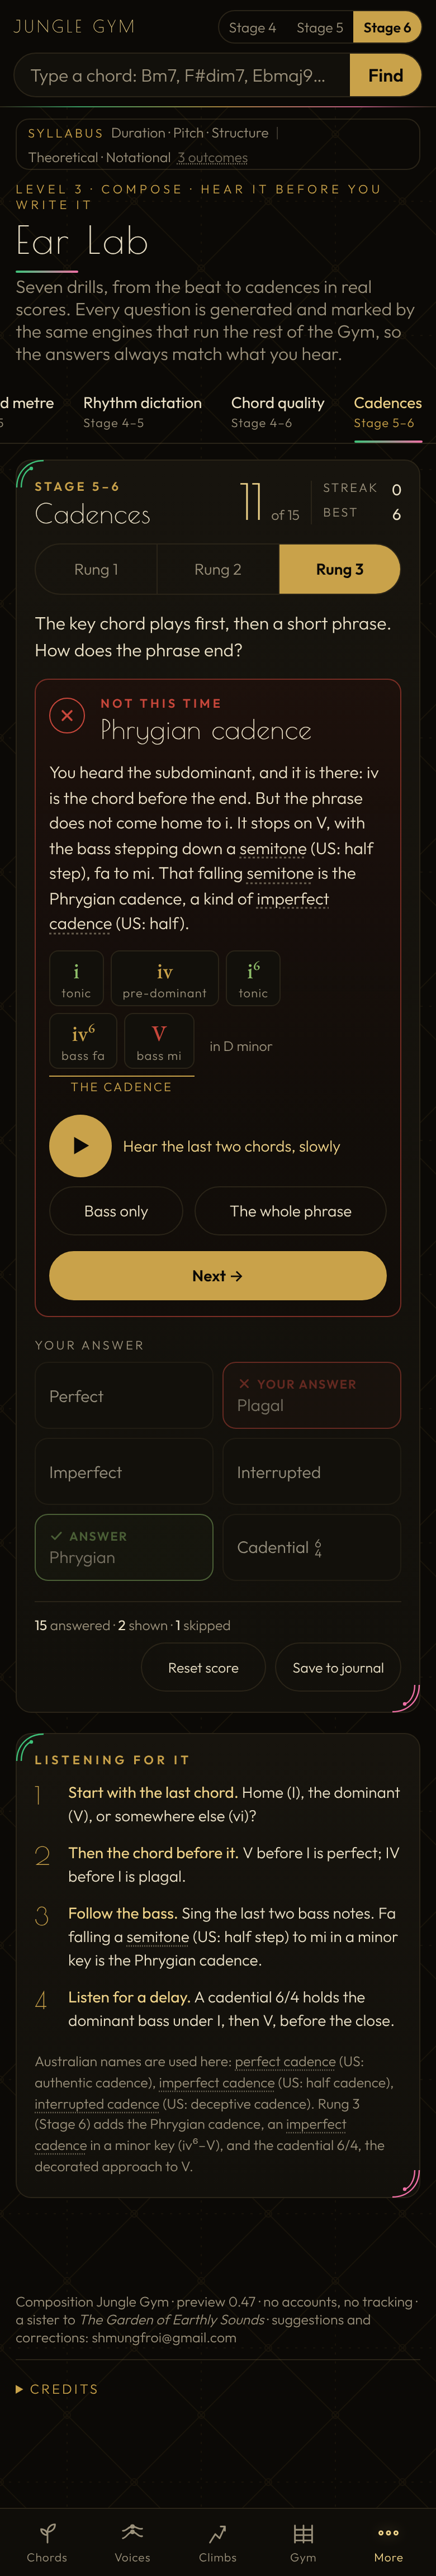 JUNGLE GYM
Stage 4 Stage 5 Stage 6
Type a chord: Bm7, F#dim7, Ebmaj9... Find
SYLLABUS Duration · Pitch · Structure |
Theoretical · Notational 3 outcomes
LEVEL 3 · COMPOSE · HEAR IT BEFORE YOU
WRITE IT
Ear Lab
Seven drills, from the beat to cadences in real
scores. Every question is generated and marked by
the same engines that run the rest of the Gym, so
the answers always match what you hear.
d metre Rhythm dictation Chord quality Cadences
5 Stage 4–5 Stage 4–6 Stage 5–6
STAGE 5–6
Cadences
11 of 15
STREAK 0
BEST 6
Rung 1 Rung 2 Rung 3
The key chord plays first, then a short phrase.
How does the phrase end?
NOT THIS TIME
Phrygian cadence
You heard the subdominant, and it is there: iv
is the chord before the end. But the phrase
does not come home to i. It stops on V, with
the bass stepping down a semitone (US: half
step), fa to mi. That falling semitone is the
Phrygian cadence, a kind of imperfect
cadence (US: half).
i iv i⁶
tonic pre-dominant tonic
iv⁶ V
bass fa bass mi in D minor
THE CADENCE
Hear the last two chords, slowly
Bass only The whole phrase
Next →
YOUR ANSWER
Perfect
✕ YOUR ANSWER
Plagal
Imperfect Interrupted
✓ ANSWER
Phrygian
Cadential 6/4
15 answered · 2 shown · 1 skipped
Reset score Save to journal
LISTENING FOR IT
1 Start with the last chord. Home (I), the dominant
(V), or somewhere else (vi)?
2 Then the chord before it. V before I is perfect; IV
before I is plagal.
3 Follow the bass. Sing the last two bass notes. Fa
falling a semitone (US: half step) to mi in a minor
key is the Phrygian cadence.
4 Listen for a delay. A cadential 6/4 holds the
dominant bass under I, then V, before the close.
Australian names are used here: perfect cadence (US:
authentic cadence), imperfect cadence (US: half cadence),
interrupted cadence (US: deceptive cadence). Rung 3
(Stage 6) adds the Phrygian cadence, an imperfect
cadence in a minor key (iv⁶–V), and the cadential 6/4, the
decorated approach to V.
Composition Jungle Gym · preview 0.47 · no accounts, no tracking ·
a sister to The Garden of Earthly Sounds · suggestions and
corrections: shmungfroi@gmail.com
▶ CREDITS
Chords Voices Climbs Gym More